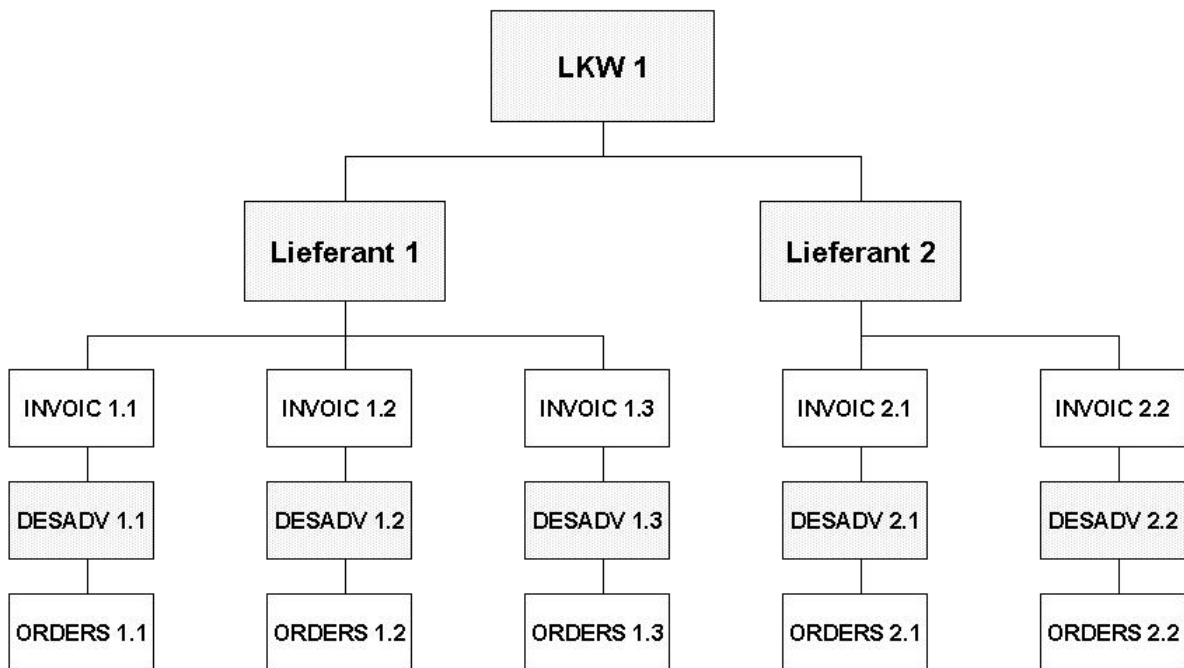 LKW 1
Lieferant 1
Lieferant 2
INVOIC 1.1
INVOIC 1.2
INVOIC 1.3
INVOIC 2.1
INVOIC 2.2
DESADV 1.1
DESADV 1.2
DESADV 1.3
DESADV 2.1
DESADV 2.2
ORDERS 1.1
ORDERS 1.2
ORDERS 1.3
ORDERS 2.1
ORDERS 2.2